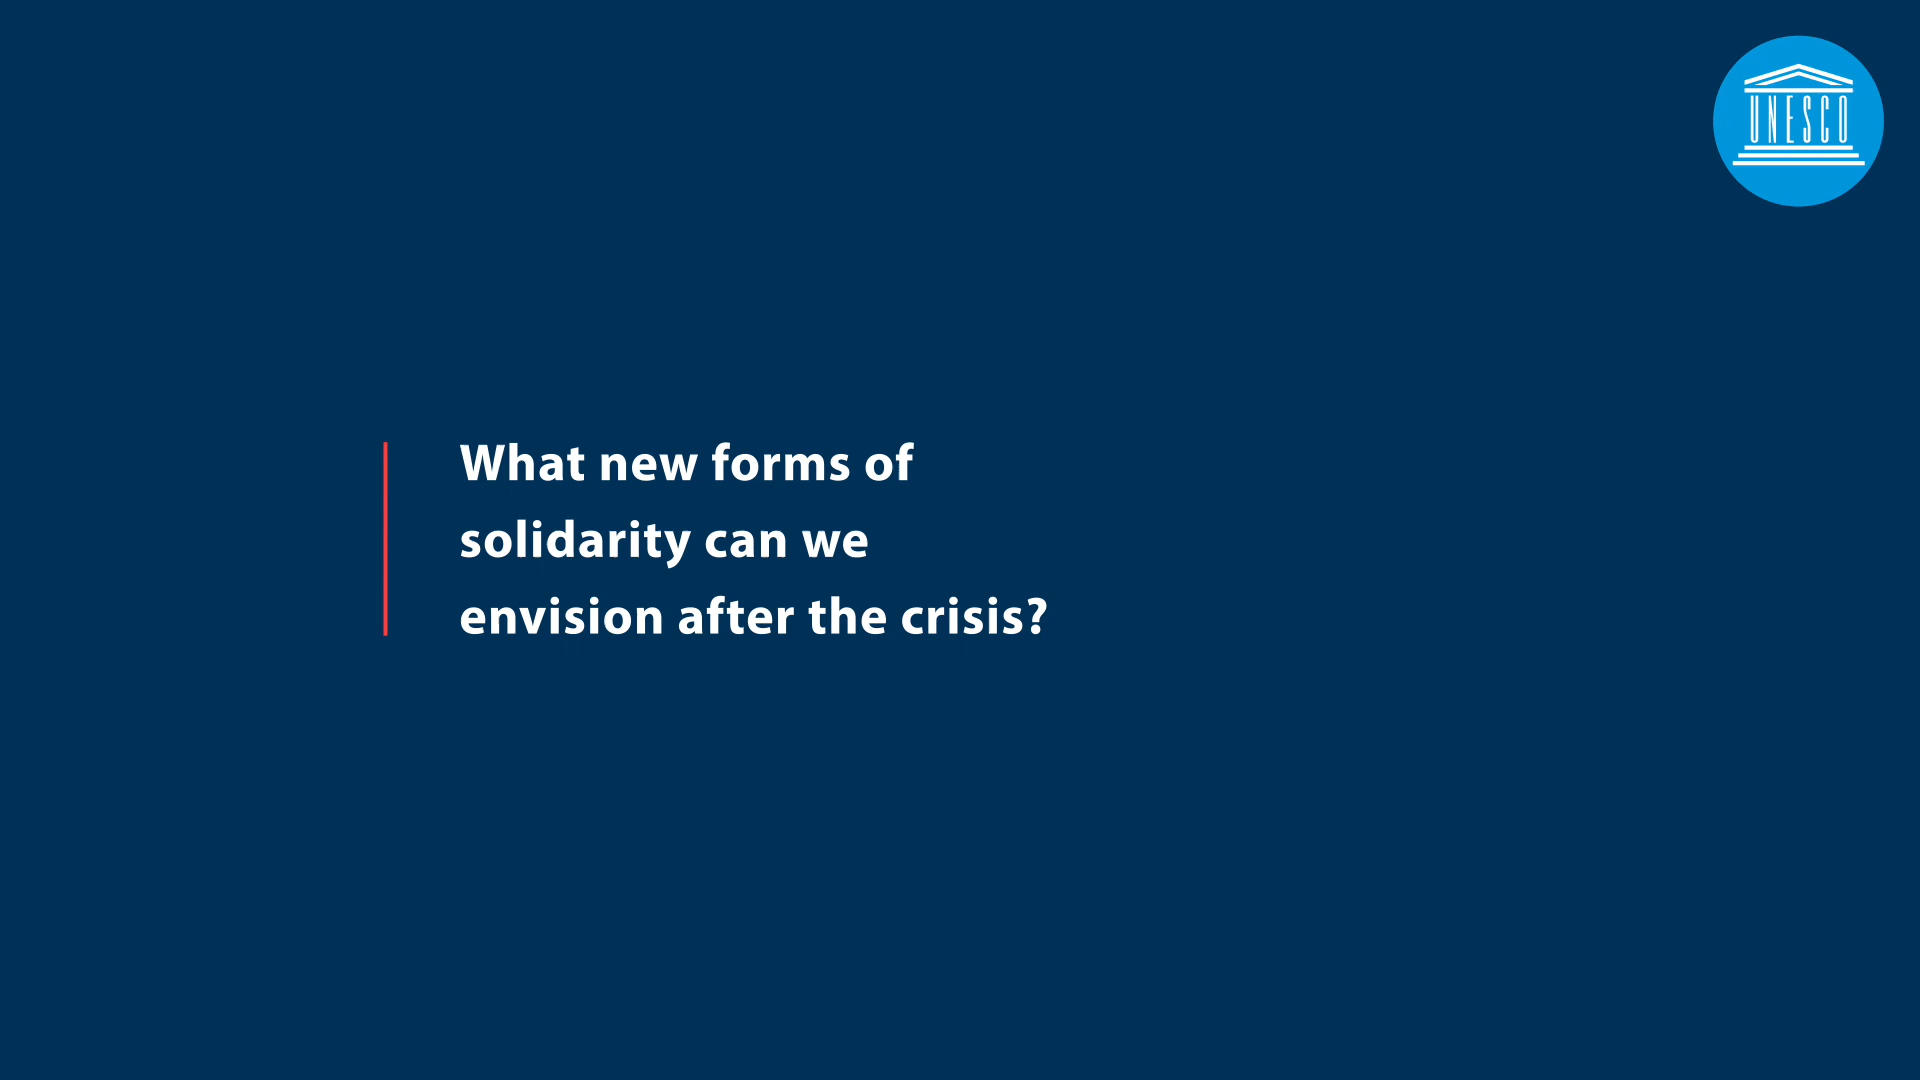 UNESCO
What new forms of
solidarity can we
envision after the crisis?